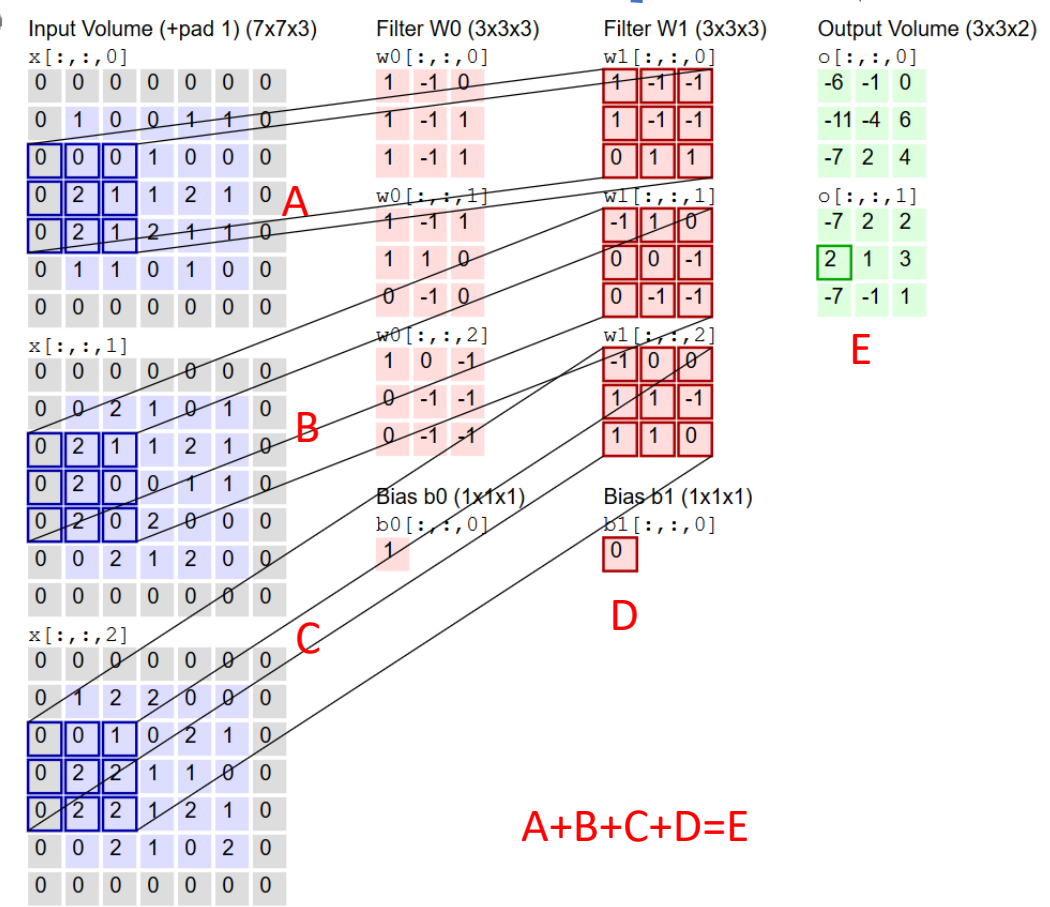 Input Volume (+pad 1) (7x7x3) Filter W0 (3x3x3) Filter W1 (3x3x3) Output Volume (3x3x2)
x[:,:,0] w0[:,:,0] w1[:,:,0] o[:,:,0]
0 0 0 0 0 0 0 1 -1 0 1 -1 -1 -6 -1 0
0 1 0 0 1 1 0 1 -1 1 1 -1 -1 -11 -4 6
0 0 0 1 0 0 0 1 -1 1 0 1 1 -7 2 4
0 2 1 1 2 1 0 A w0[:,:,1] w1[:,:,1] o[:,:,1]
0 2 1 2 1 1 0 1 -1 1 -1 1 0 -7 2 2
0 1 1 0 1 0 0 1 1 0 0 0 -1 2 1 3
0 0 0 0 0 0 0 0 -1 0 0 -1 -1 -7 -1 1
x[:,:,1] w0[:,:,2] w1[:,:,2] E
0 0 0 0 0 0 0 1 0 -1 -1 0 0
0 0 2 1 0 1 0 0 -1 -1 1 1 -1
0 2 1 1 2 1 0 B 0 -1 -1 1 1 0
0 2 0 0 1 1 0 Bias b0 (1x1x1) Bias b1 (1x1x1)
0 2 0 2 0 0 0 b0[:,:,0] b1[:,:,0]
0 0 2 1 2 0 0 1 0
0 0 0 0 0 0 0 D
x[:,:,2] C
0 0 0 0 0 0 0
0 1 2 2 0 0 0
0 0 1 0 2 1 0
0 2 2 1 1 0 0
0 2 2 1 2 1 0 A+B+C+D=E
0 0 2 1 0 2 0
0 0 0 0 0 0 0